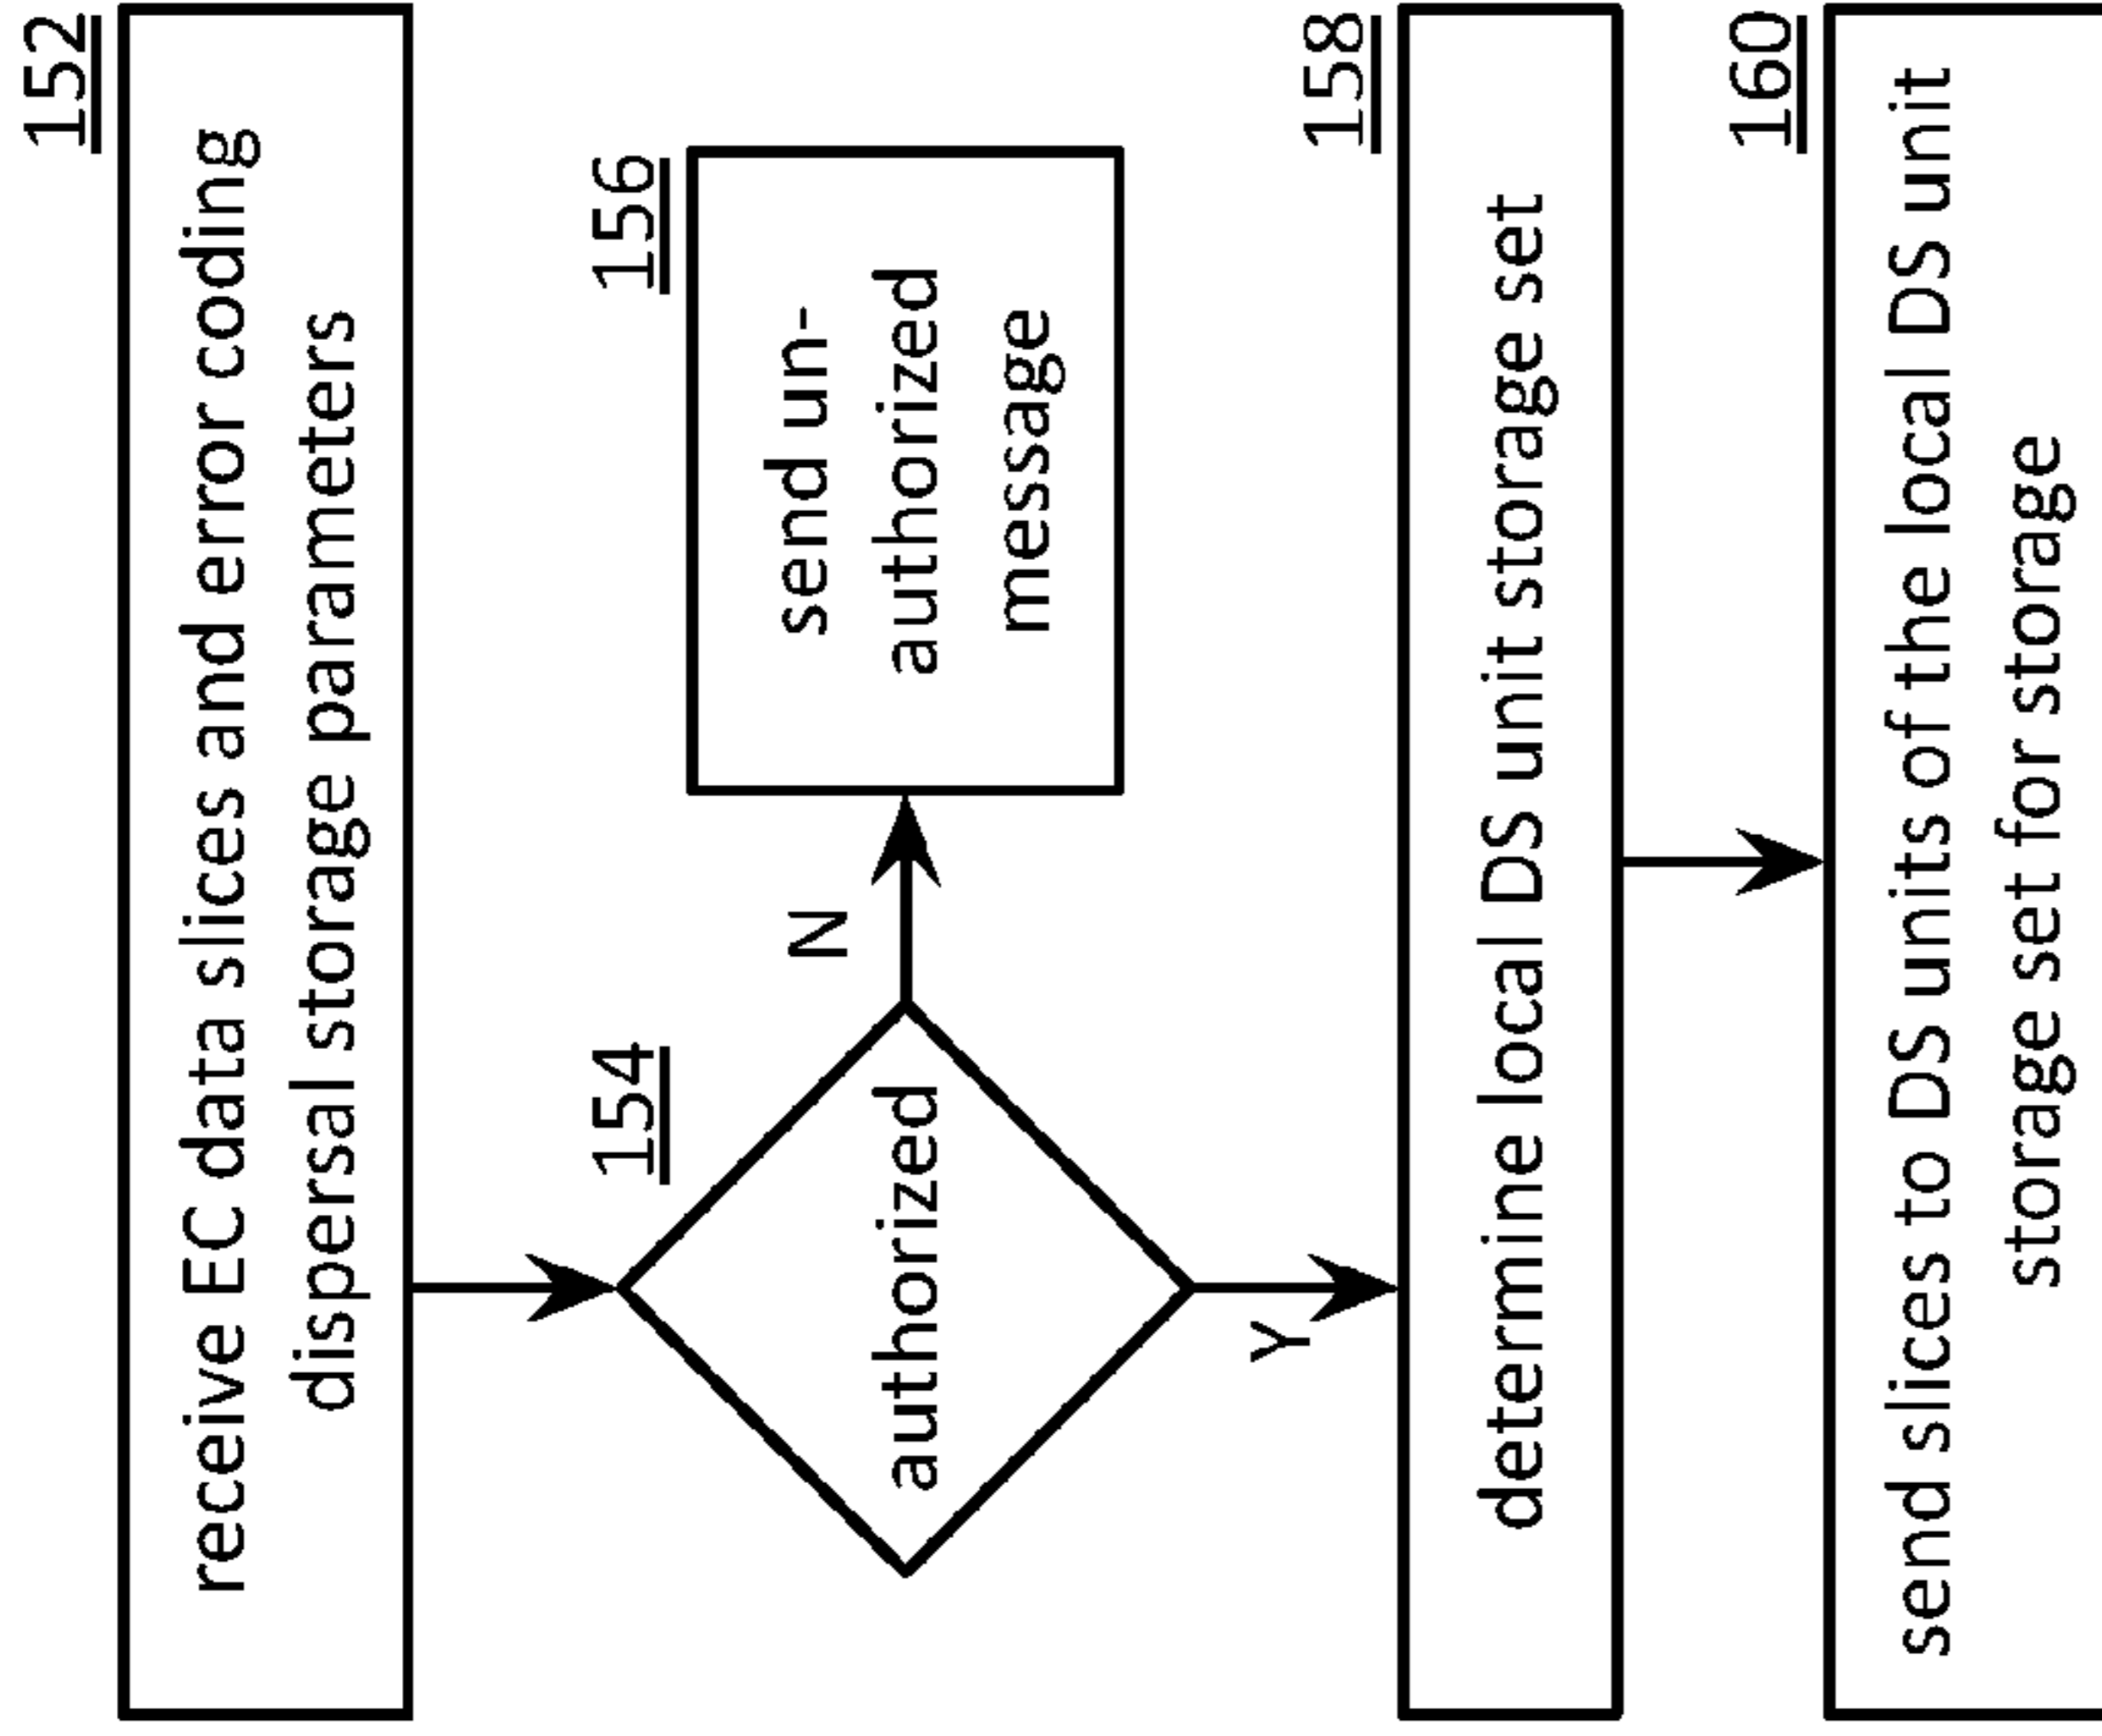 152
receive EC data slices and error coding
dispersal storage parameters
154
authorized
N
156
send un-
authorized
message
Y
158
determine local DS unit storage set
160
send slices to DS units of the local DS unit
storage set for storage